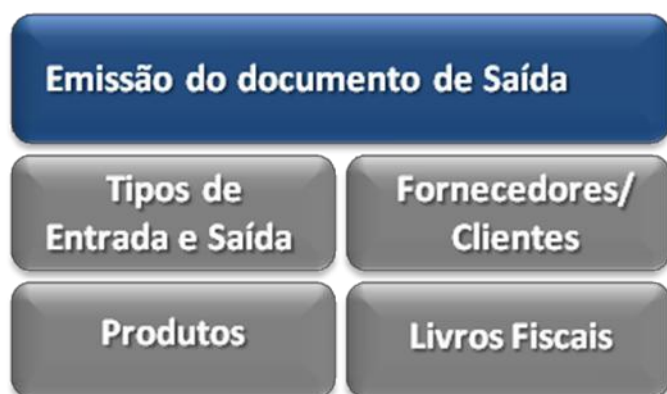 Emissão do documento de Saída
Tipos de
Entrada e Saída
Fornecedores/
Clientes
Produtos
Livros Fiscais